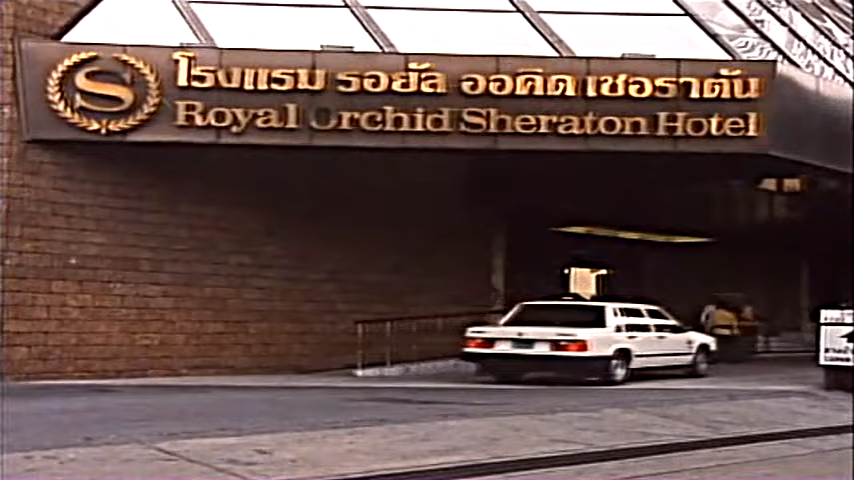 S
โรงแรม รอยัล ออคิด เชอราตัน
Royal Orchid Sheraton Hotel